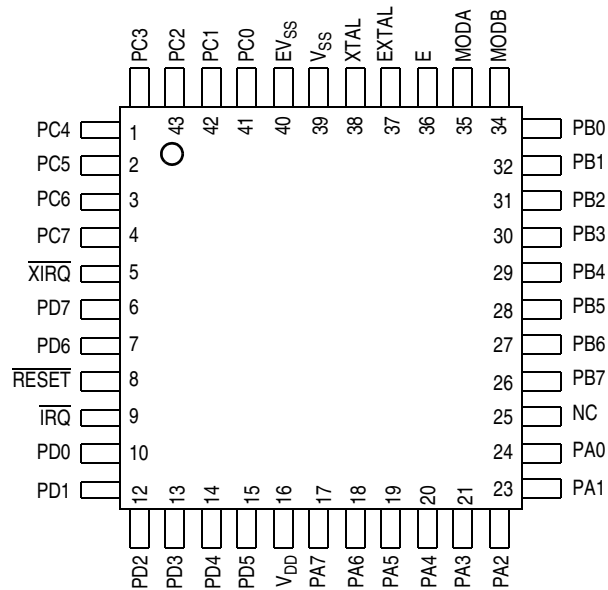 PC3 PC2 PC1 PC0 EV_SS V_SS XTAL EXTAL E MODA MODB
43 42 41 40 39 38 37 36 35 34
PC4 1 PB0
PC5 2 32 PB1
PC6 3 31 PB2
PC7 4 30 PB3
XIRQ 5 29 PB4
PD7 6 28 PB5
PD6 7 27 PB6
RESET 8 26 PB7
IRQ 9 25 NC
PD0 10 24 PA0
PD1 23 PA1
12 13 14 15 16 17 18 19 20 21
PD2 PD3 PD4 PD5 V_DD PA7 PA6 PA5 PA4 PA3 PA2